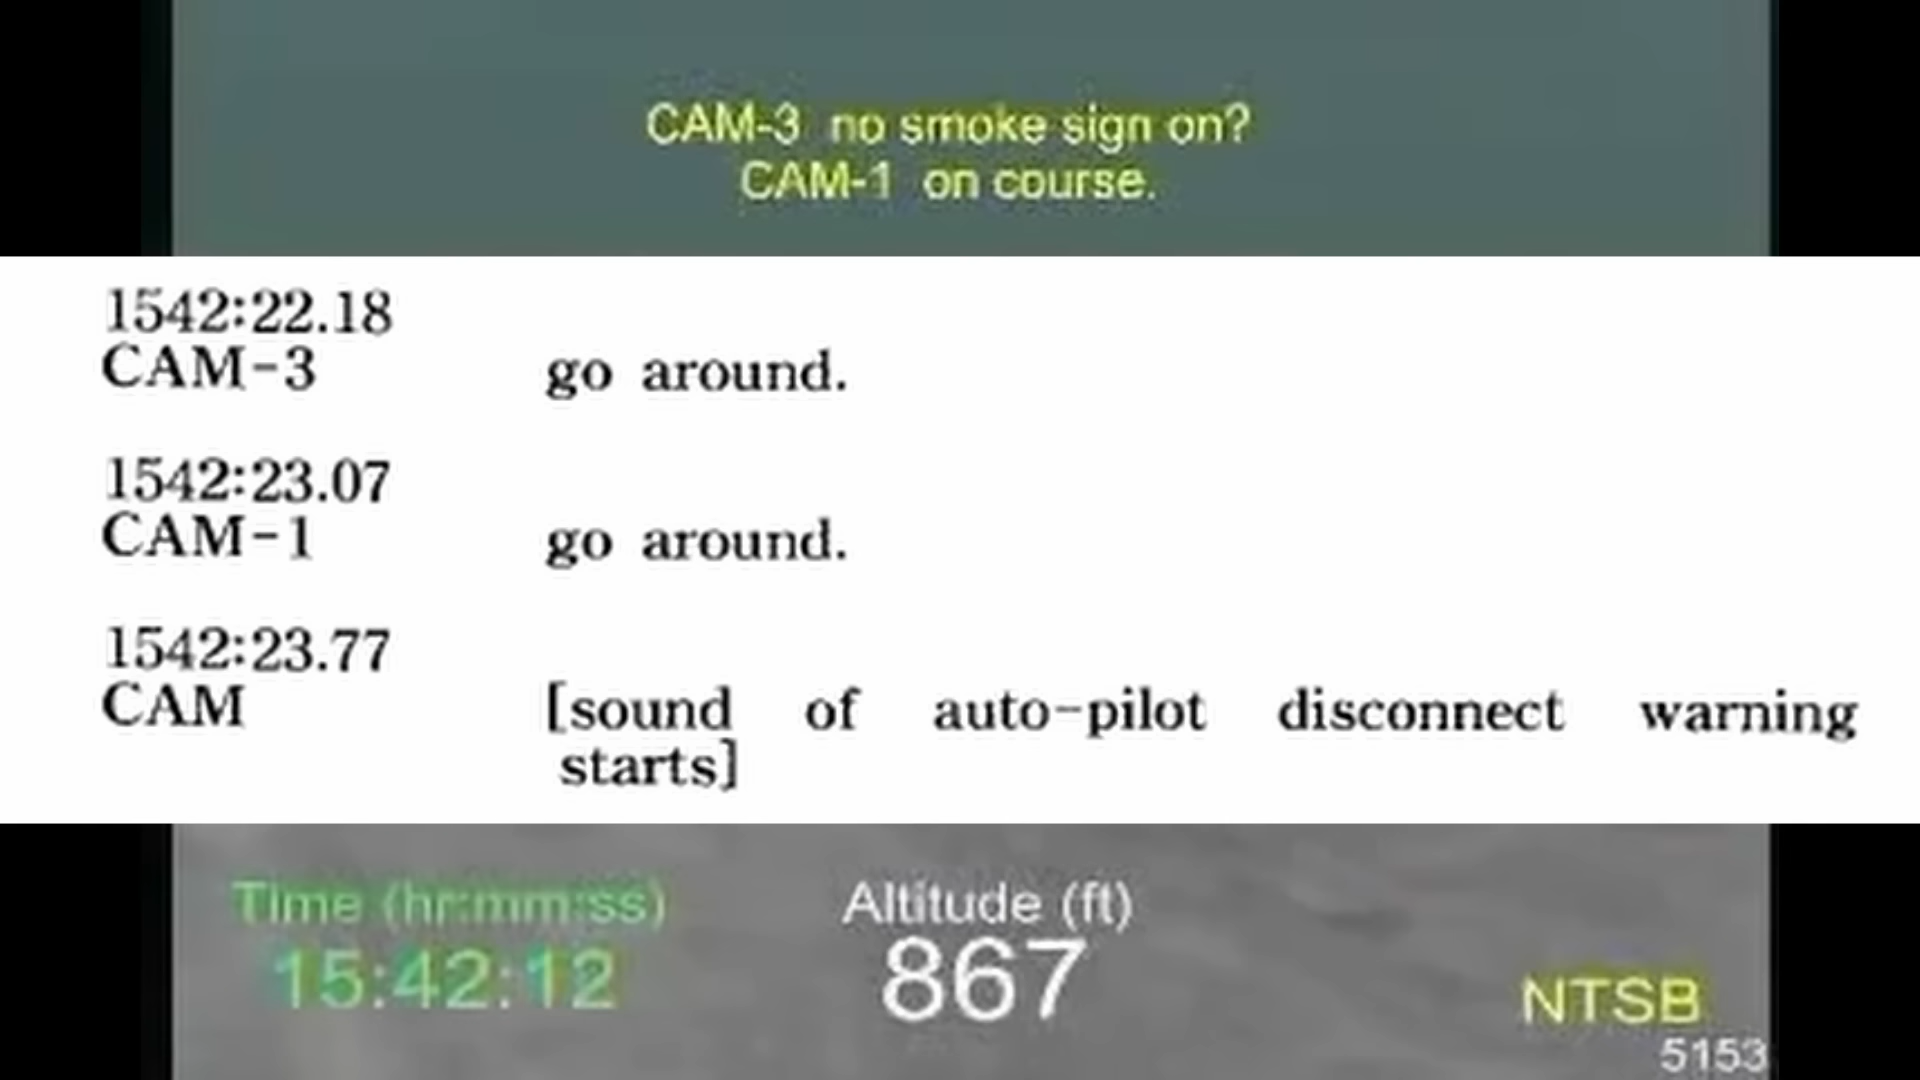 CAM-3 no smoke sign on?
CAM-1 on course.
1542:22.18
CAM-3 go around.
1542:23.07
CAM-1 go around.
1542:23.77
CAM [sound of auto-pilot disconnect warning
starts]
Time (hr:mm:ss)
15:42:12
Altitude (ft)
867
NTSB
5153